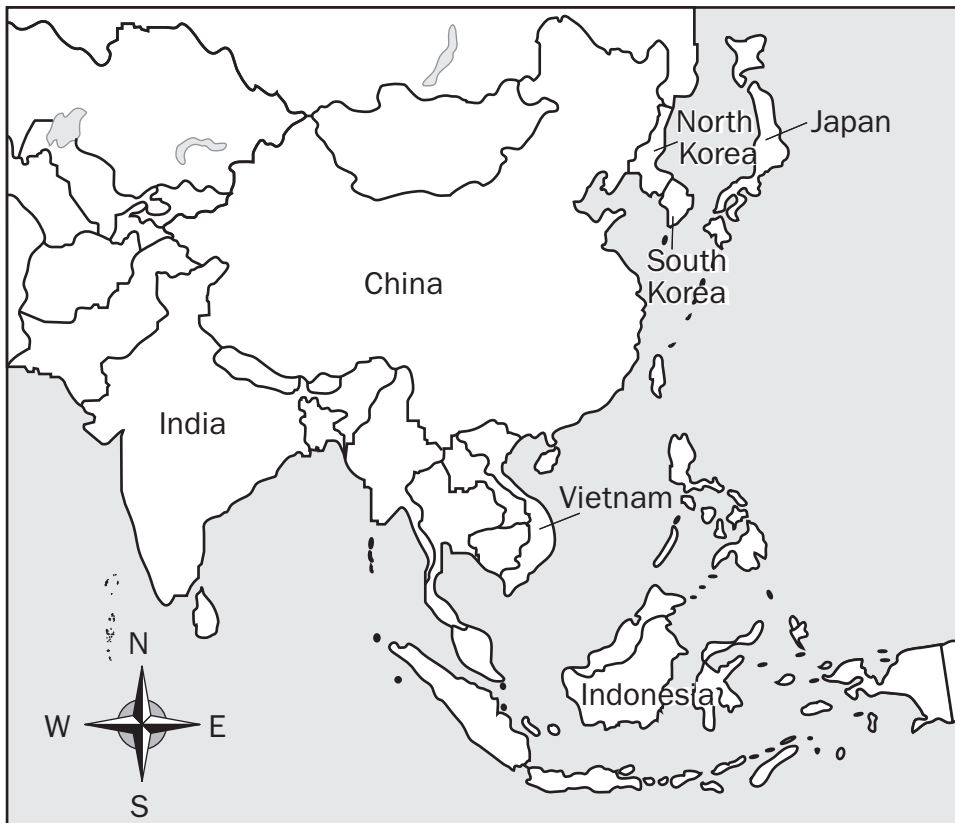 North
Korea
Japan
South
Korea
China
India
Vietnam
Indonesia
N
W
E
S